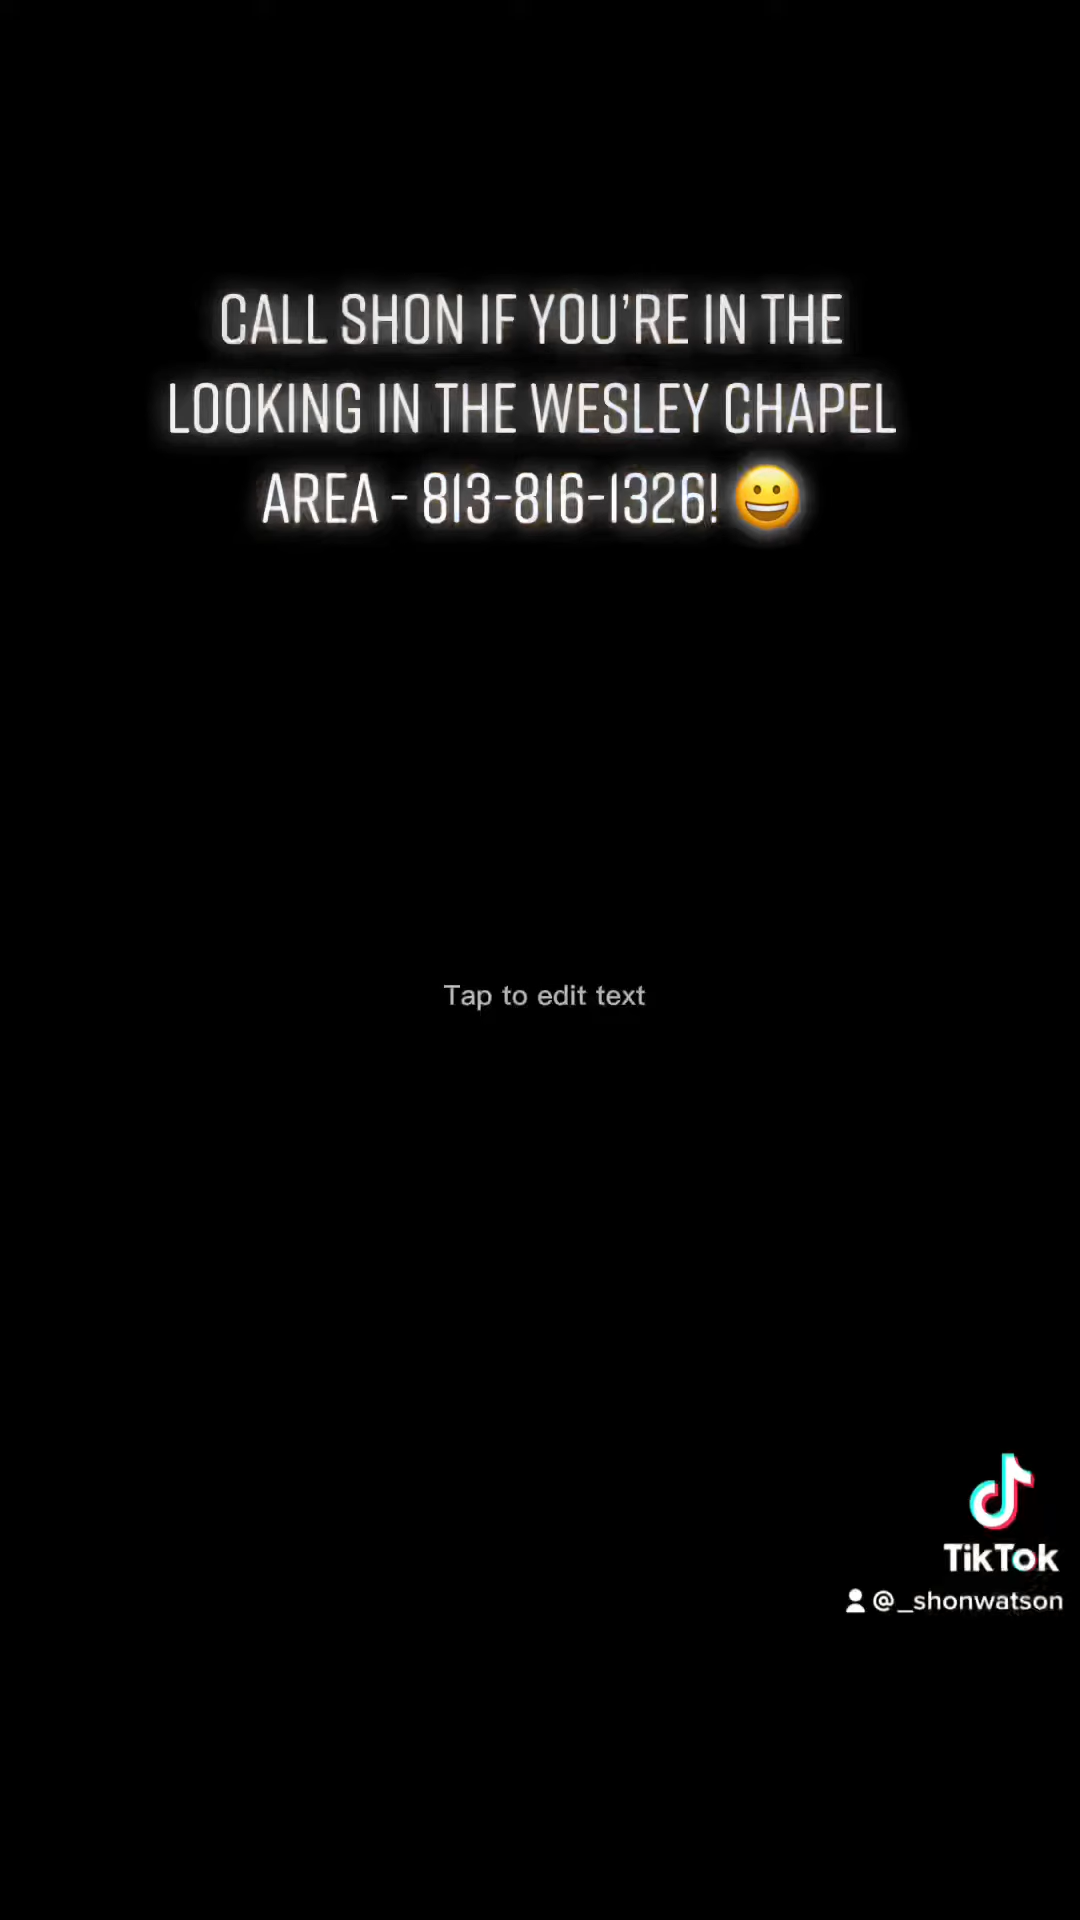 CALL SHON IF YOU’RE IN THE
LOOKING IN THE WESLEY CHAPEL
AREA - 813-816-1326! 😀
Tap to edit text
TikTok
@_shonwatson